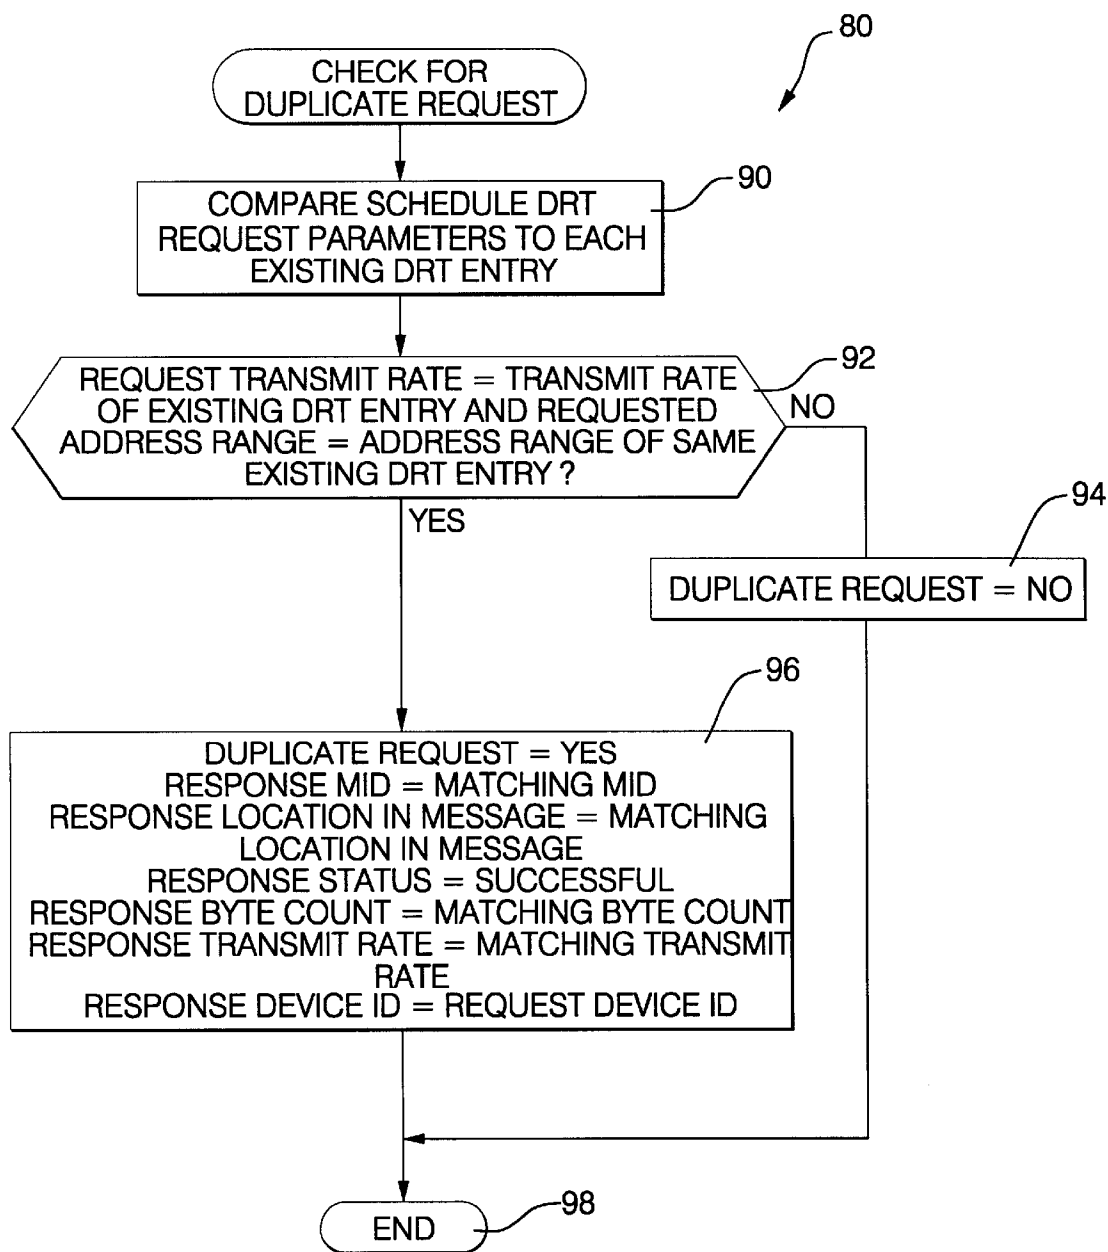 80
CHECK FOR
DUPLICATE REQUEST
90
COMPARE SCHEDULE DRT
REQUEST PARAMETERS TO EACH
EXISTING DRT ENTRY
92
REQUEST TRANSMIT RATE = TRANSMIT RATE
OF EXISTING DRT ENTRY AND REQUESTED
ADDRESS RANGE = ADDRESS RANGE OF SAME
EXISTING DRT ENTRY ?
NO
YES
94
DUPLICATE REQUEST = NO
96
DUPLICATE REQUEST = YES
RESPONSE MID = MATCHING MID
RESPONSE LOCATION IN MESSAGE = MATCHING
LOCATION IN MESSAGE
RESPONSE STATUS = SUCCESSFUL
RESPONSE BYTE COUNT = MATCHING BYTE COUNT
RESPONSE TRANSMIT RATE = MATCHING TRANSMIT
RATE
RESPONSE DEVICE ID = REQUEST DEVICE ID
END
98